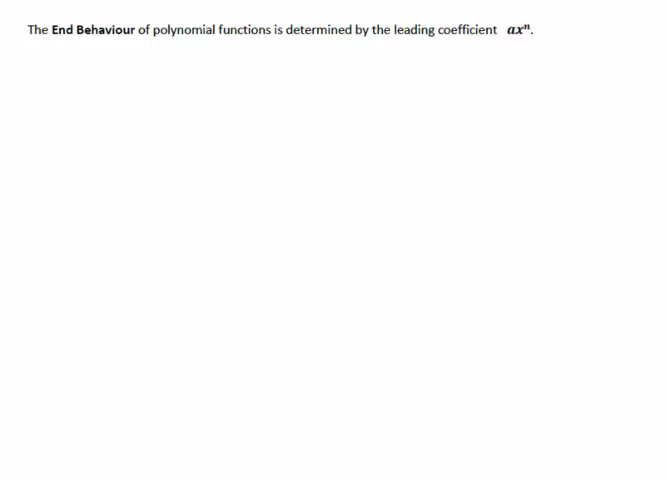 The End Behaviour of polynomial functions is determined by the leading coefficient axⁿ.